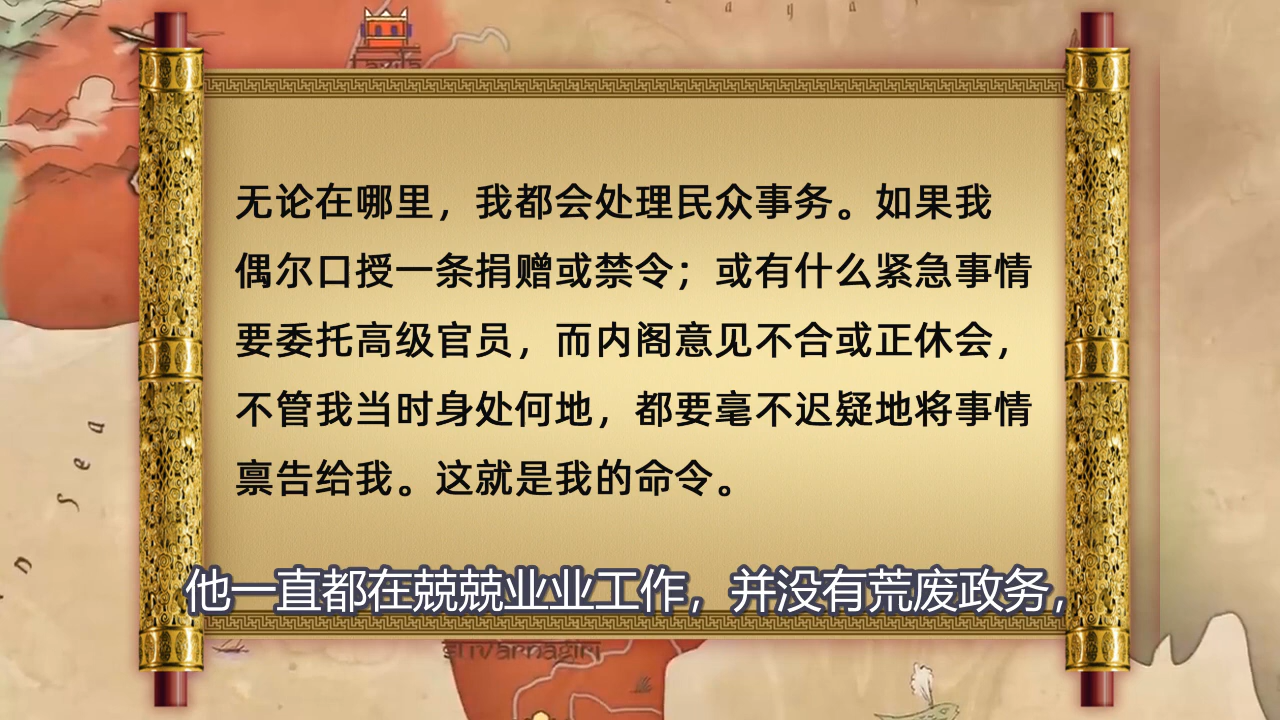 无论在哪里，我都会处理民众事务。如果我
偶尔口授一条捐赠或禁令；或有什么紧急事情
要委托高级官员，而内阁意见不合或正休会，
不管我当时身处何地，都要毫不迟疑地将事情
禀告给我。这就是我的命令。
他一直都在兢兢业业工作，并没有荒废政务，
suvarnagiri